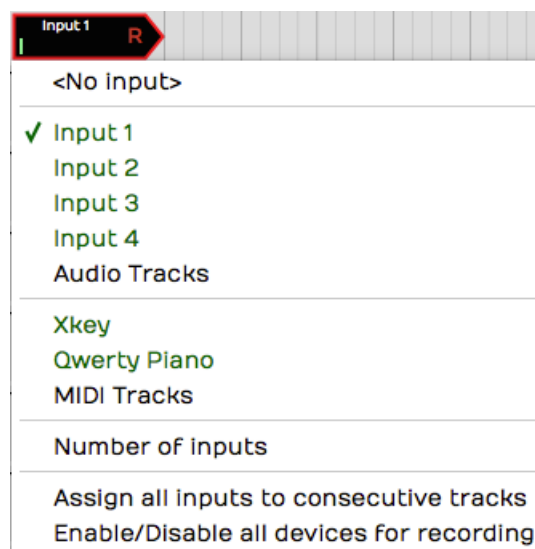 Input 1
R
<No input>
✓ Input 1
Input 2
Input 3
Input 4
Audio Tracks
Xkey
Qwerty Piano
MIDI Tracks
Number of inputs
Assign all inputs to consecutive tracks
Enable/Disable all devices for recording